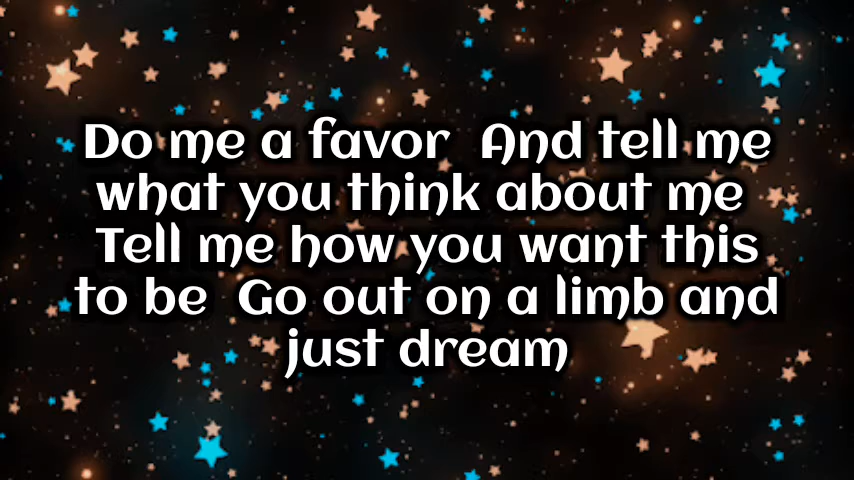 Do me a favor  And tell me
what you think about me
Tell me how you want this
to be  Go out on a limb and
just dream